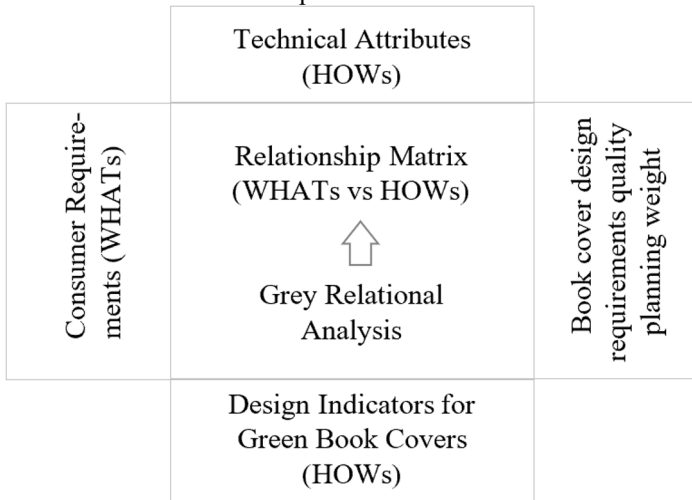 Technical Attributes
(HOWs)
Consumer Require-
ments (WHATs)
Relationship Matrix
(WHATs vs HOWs)
Grey Relational
Analysis
Book cover design
requirements quality
planning weight
Design Indicators for
Green Book Covers
(HOWs)